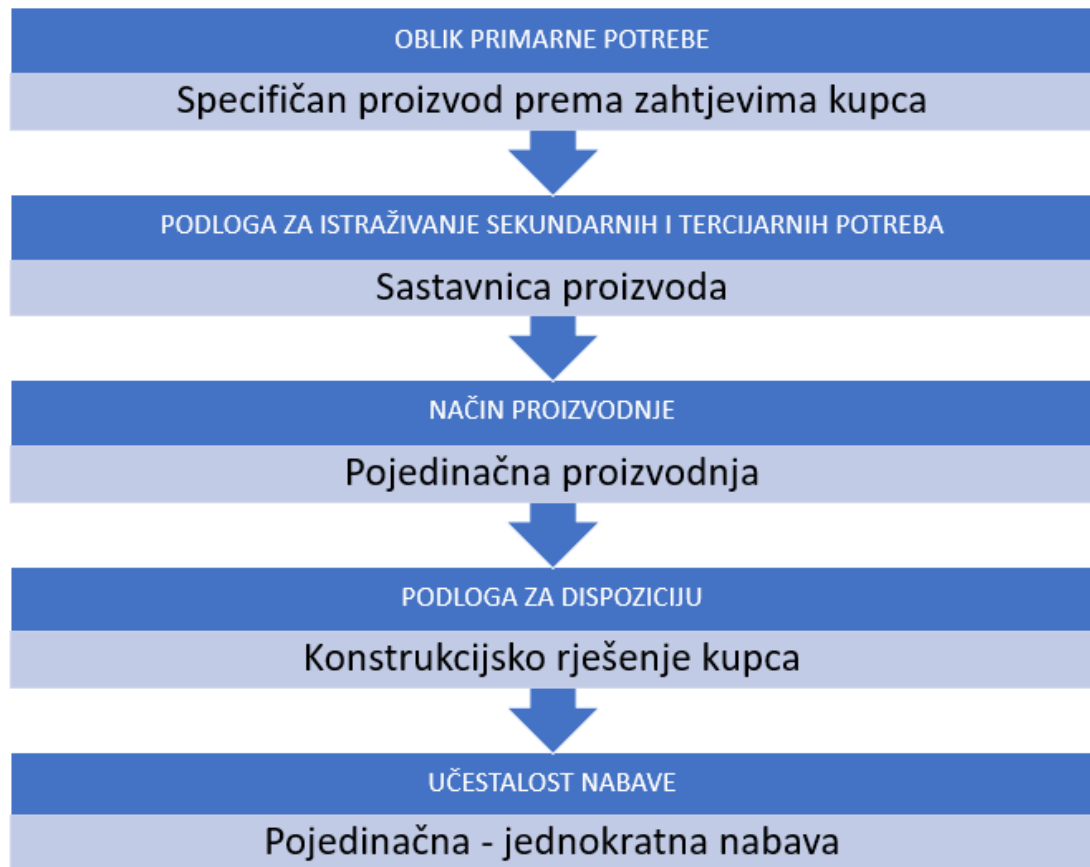 OBLIK PRIMARNE POTREBE
Specifičan proizvod prema zahtjevima kupca
PODLOGA ZA ISTRAŽIVANJE SEKUNDARNIH I TERCIJARNIH POTREBA
Sastavnica proizvoda
NAČIN PROIZVODNJE
Pojedinačna proizvodnja
PODLOGA ZA DISPOZICIJU
Konstrukcijsko rješenje kupca
UČESTALOST NABAVE
Pojedinačna - jednokratna nabava